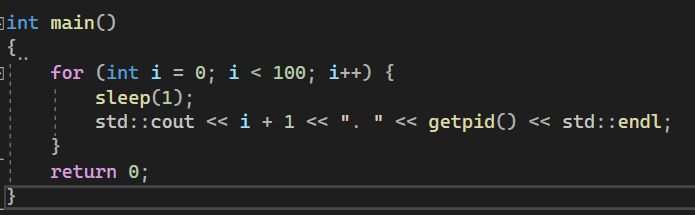 int main()
{
for (int i = 0; i < 100; i++) {
sleep(1);
std::cout << i + 1 << ". " << getpid() << std::endl;
}
return 0;
}